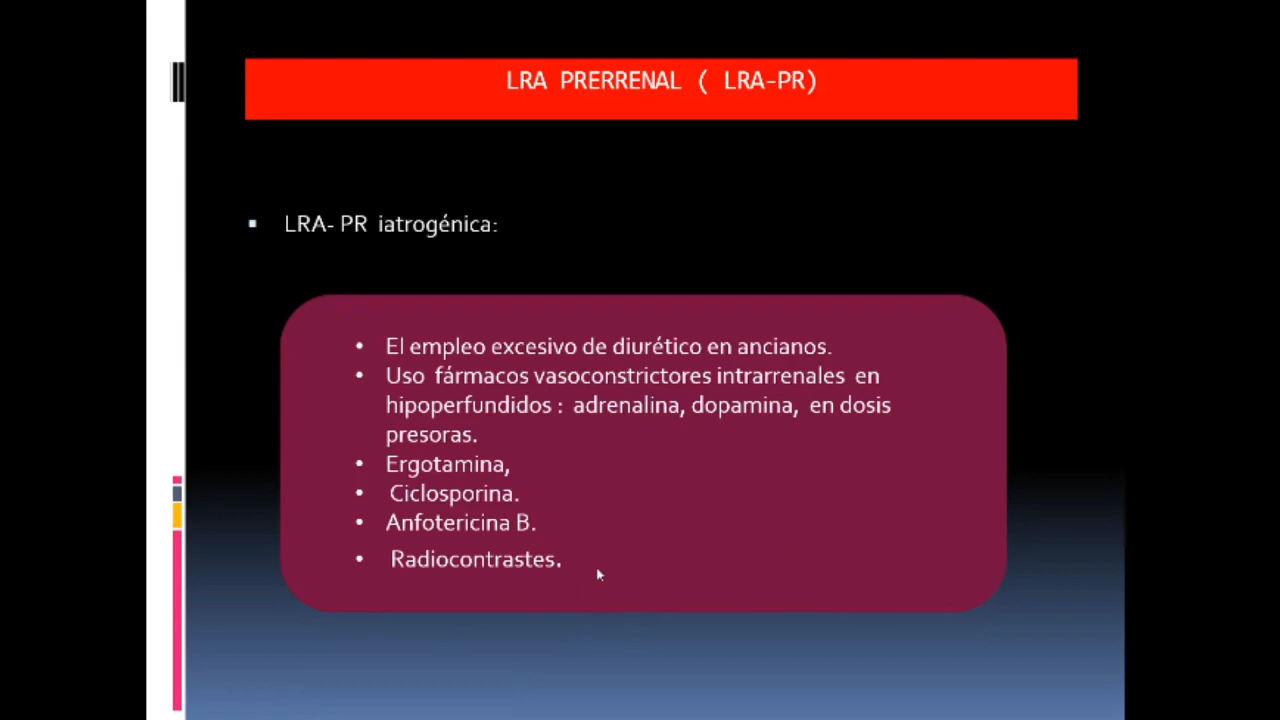 LRA PRERRENAL ( LRA-PR)
▪ LRA- PR iatrogénica:
• El empleo excesivo de diurético en ancianos.
• Uso fármacos vasoconstrictores intrarrenales en
hipoperfundidos : adrenalina, dopamina, en dosis
presoras.
• Ergotamina,
• Ciclosporina.
• Anfotericina B.
• Radiocontrastes.